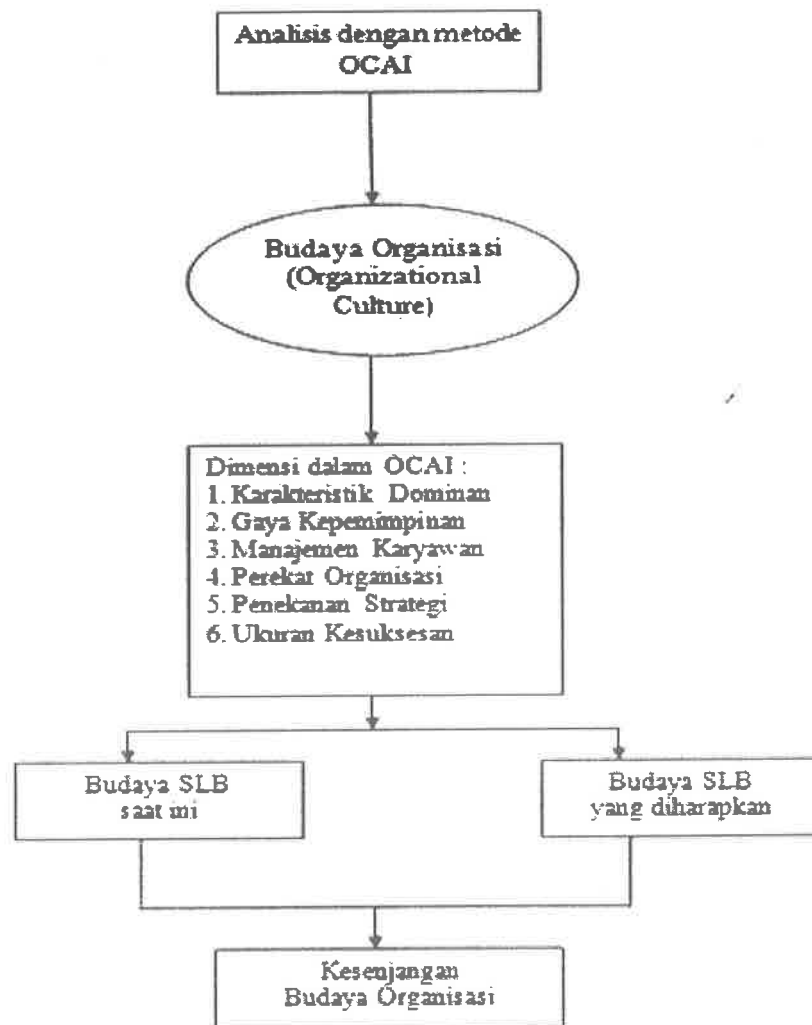 Analisis dengan metode
OCAI
Budaya Organisasi
(Organizational
Culture)
Dimensi dalam OCAI :
1. Karakteristik Dominan
2. Gaya Kepemimpinan
3. Manajemen Karyawan
4. Perekat Organisasi
5. Penekanan Strategi
6. Ukuran Kesuksesan
Budaya SLB
saat ini
Budaya SLB
yang diharapkan
Kesenjangan
Budaya Organisasi